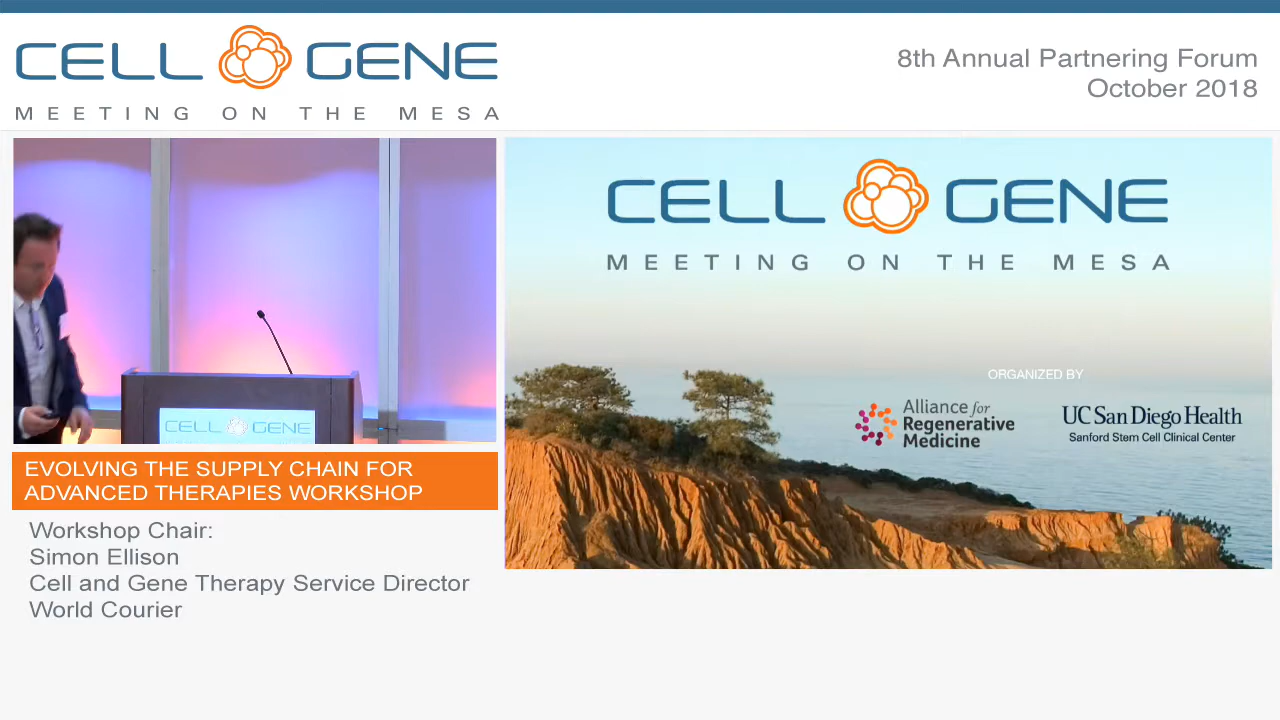 CELL GENE
MEETING ON THE MESA
8th Annual Partnering Forum
October 2018
CELL GENE
EVOLVING THE SUPPLY CHAIN FOR
ADVANCED THERAPIES WORKSHOP
Workshop Chair:
Simon Ellison
Cell and Gene Therapy Service Director
World Courier
CELL GENE
MEETING ON THE MESA
ORGANIZED BY
Alliance for
Regenerative
Medicine
UC San Diego Health
Sanford Stem Cell Clinical Center